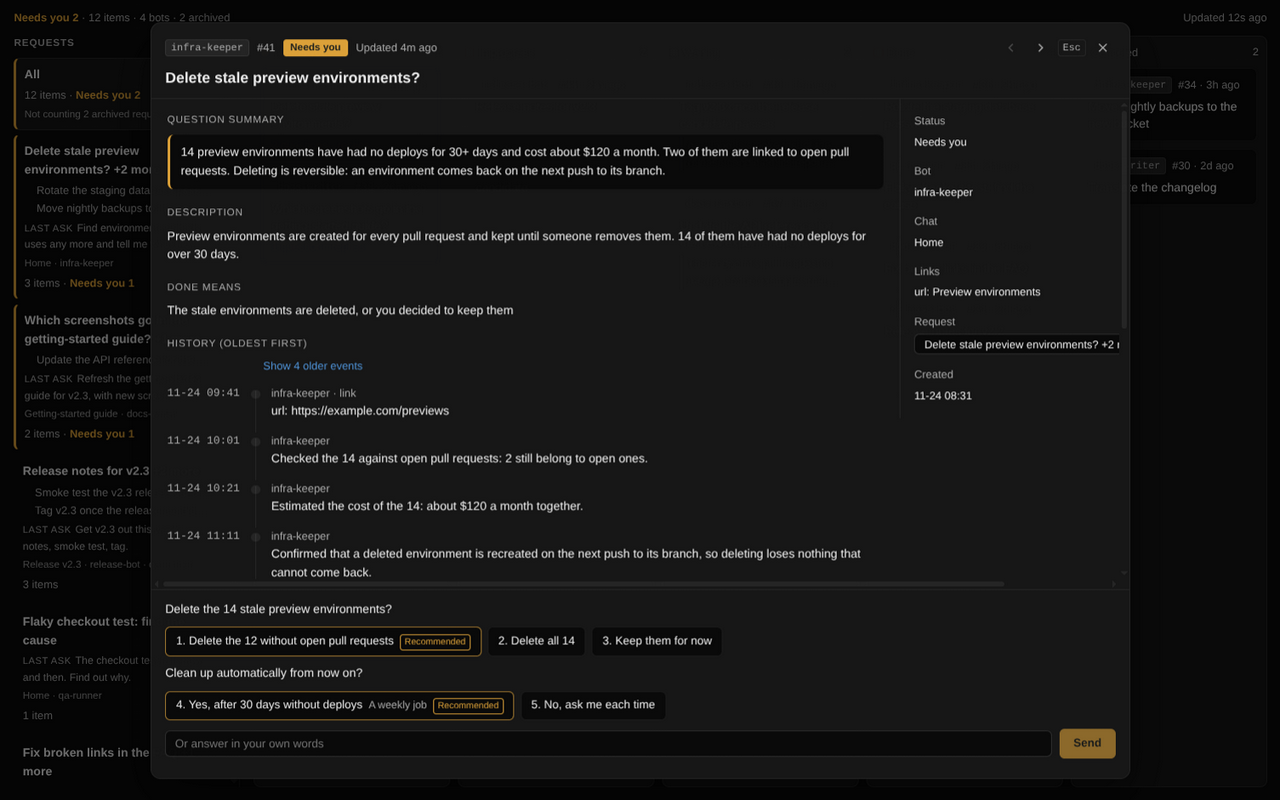 Needs you 2 · 12 items · 4 bots · 2 archived
Updated 12s ago
REQUESTS
All
12 items · Needs you 2
Not counting 2 archived
Delete stale preview
environments? +2
Rotate the staging
Move nightly backups
LAST ASK Find
uses any more and tell me
Home · infra-keeper
3 items · Needs you 1
Which screenshots
getting-started guide?
Update the API
LAST ASK Refresh the
guide for v2.3, with new
Getting-started guide ·
2 items · Needs you 1
Release notes for v2.3
Smoke test the v2.3
Tag v2.3 once the
LAST ASK Get v2.3 out this
notes, smoke test, tag.
Release v2.3 · release-bot ·
3 items
Flaky checkout test:
cause
LAST ASK The checkout
and then. Find out why.
Home · qa-runner
1 item
Fix broken links in the
more
infra-keeper #41 Needs you Updated 4m ago
Esc
Delete stale preview environments?
QUESTION SUMMARY
14 preview environments have had no deploys for 30+ days and cost about $120 a month. Two of them are linked to open pull
requests. Deleting is reversible: an environment comes back on the next push to its branch.
DESCRIPTION
Preview environments are created for every pull request and kept until someone removes them. 14 of them have had no deploys for
over 30 days.
DONE MEANS
The stale environments are deleted, or you decided to keep them
HISTORY (OLDEST FIRST)
Show 4 older events
11-24 09:41 infra-keeper · link
url: https://example.com/previews
11-24 10:01 infra-keeper
Checked the 14 against open pull requests: 2 still belong to open ones.
11-24 10:21 infra-keeper
Estimated the cost of the 14: about $120 a month together.
11-24 11:11 infra-keeper
Confirmed that a deleted environment is recreated on the next push to its branch, so deleting loses nothing that
cannot come back.
Status
Needs you
Bot
infra-keeper
Chat
Home
Links
url: Preview environments
Request
Delete stale preview environments? +2
Created
11-24 08:31
Delete the 14 stale preview environments?
1. Delete the 12 without open pull requests Recommended
2. Delete all 14
3. Keep them for now
Clean up automatically from now on?
4. Yes, after 30 days without deploys A weekly job Recommended
5. No, ask me each time
Or answer in your own words
Send
2
keeper #34 · 3h ago
backups to the
#30 · 2d ago
the changelog